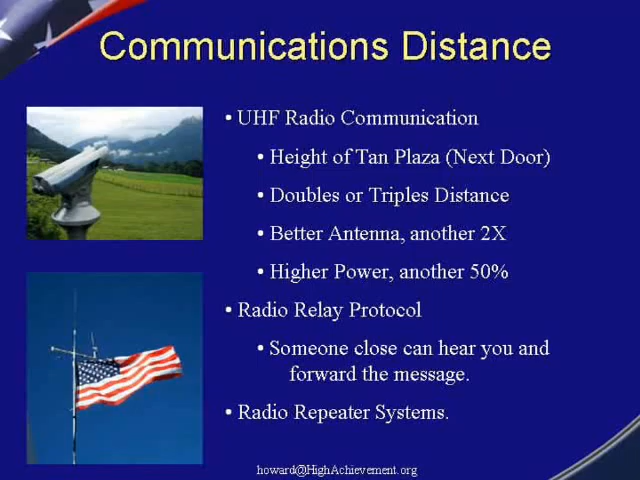 Communications Distance
• UHF Radio Communication
• Height of Tan Plaza (Next Door)
• Doubles or Triples Distance
• Better Antenna, another 2X
• Higher Power, another 50%
• Radio Relay Protocol
• Someone close can hear you and
forward the message.
• Radio Repeater Systems.
howard@HighAchievement.org